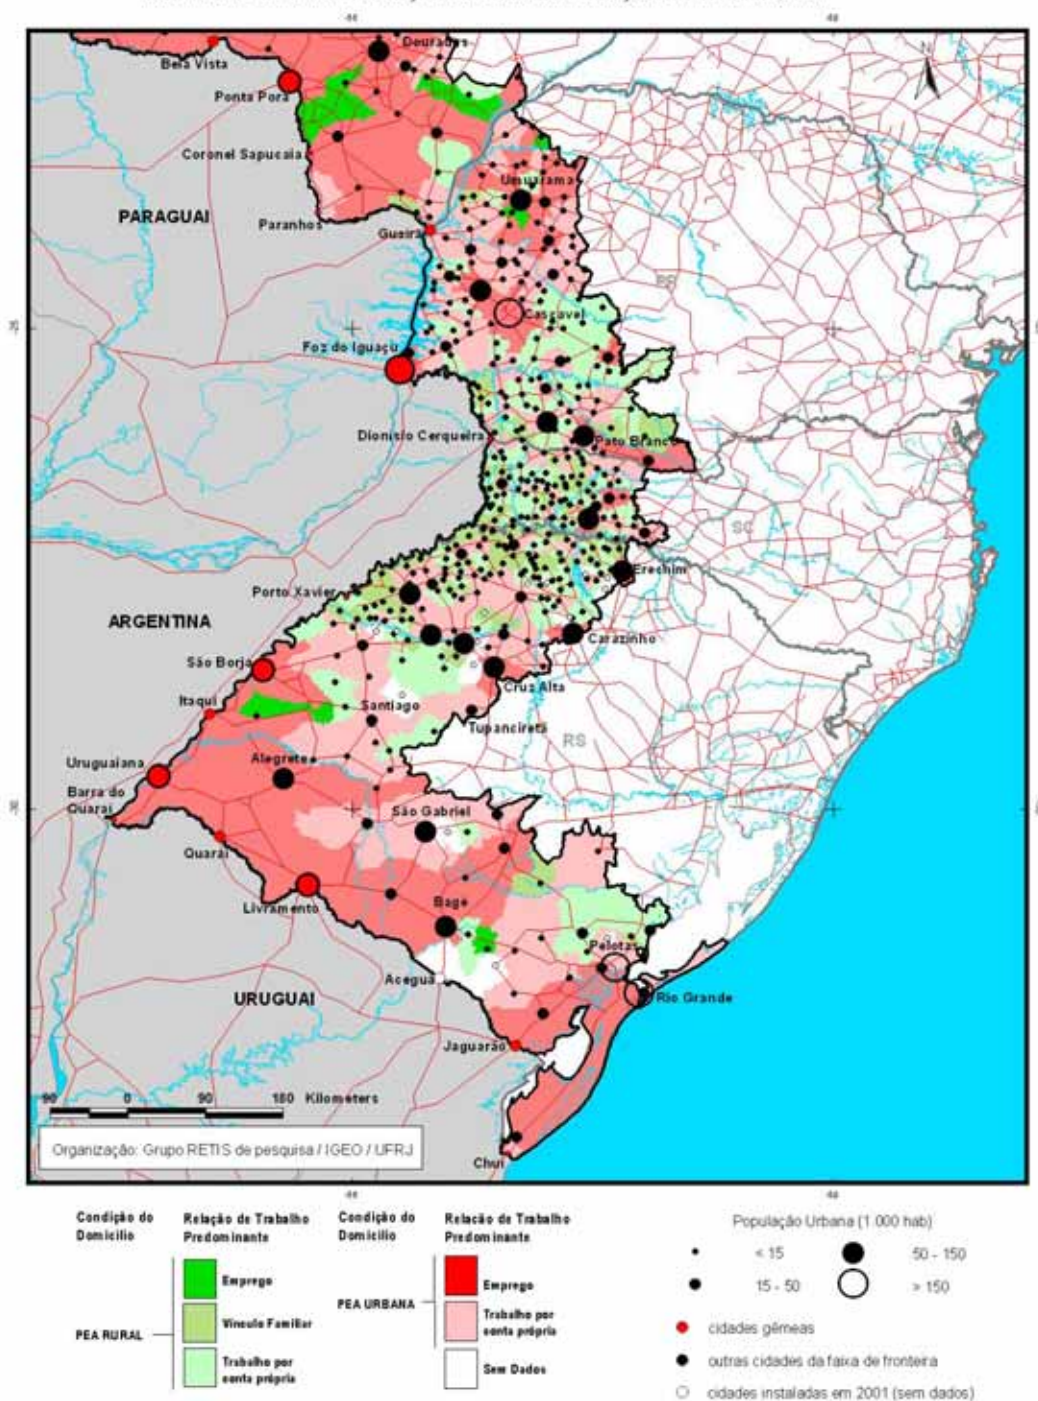 Dourados
Bela Vista
Ponta Porã
N
Coronel Sapucaia
Umuarama
PARAGUAI
Paranhos
Guaira
PR
Cascavel
Foz do Iguaçu
Dionísio Cerqueira
Pato Branco
SC
Erechim
Porto Xavier
ARGENTINA
Carazinho
São Borja
Cruz Alta
Itaqui
Santiago
Tupanciretã
RS
Uruguaiana
Alegrete
Barra do
Quaraí
São Gabriel
Quaraí
Livramento
Bagé
Pelotas
Aceguá
URUGUAI
Rio Grande
Jaguarão
90 0 90 180 Kilometers
Organização: Grupo RETIS de pesquisa / IGEO / UFRJ
Chuí
Condição do
Domicílio
Relação de Trabalho
Predominante
PEA RURAL
Emprego
Vínculo Familiar
Trabalho por
conta própria
Condição do
Domicílio
Relação de Trabalho
Predominante
PEA URBANA
Emprego
Trabalho por
conta própria
Sem Dados
População Urbana (1.000 hab)
< 15
50 - 150
15 - 50
> 150
cidades gêmeas
outras cidades da faixa de fronteira
cidades instaladas em 2001 (sem dados)